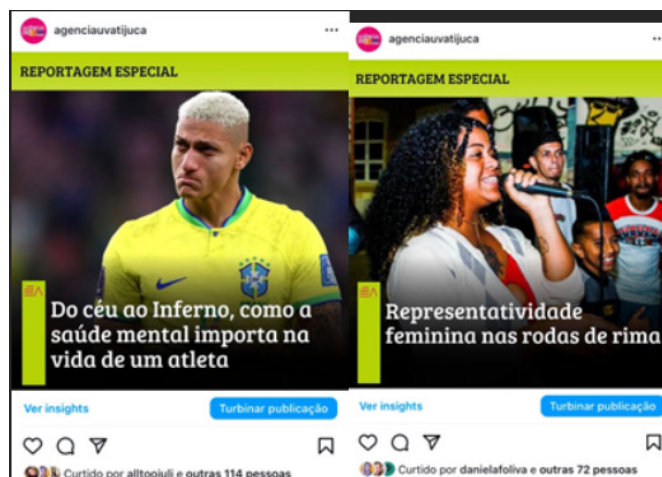 agenciauvatijuca
REPORTAGEM ESPECIAL
Do céu ao Inferno, como a
saúde mental importa na
vida de um atleta
Ver insights
Turbinar publicação
Curtido por alltoojuli e outras 114 pessoas
agenciauvatijuca
REPORTAGEM ESPECIAL
Representatividade
feminina nas rodas de rima
Ver insights
Turbinar publicação
Curtido por danielafoliva e outras 72 pessoas